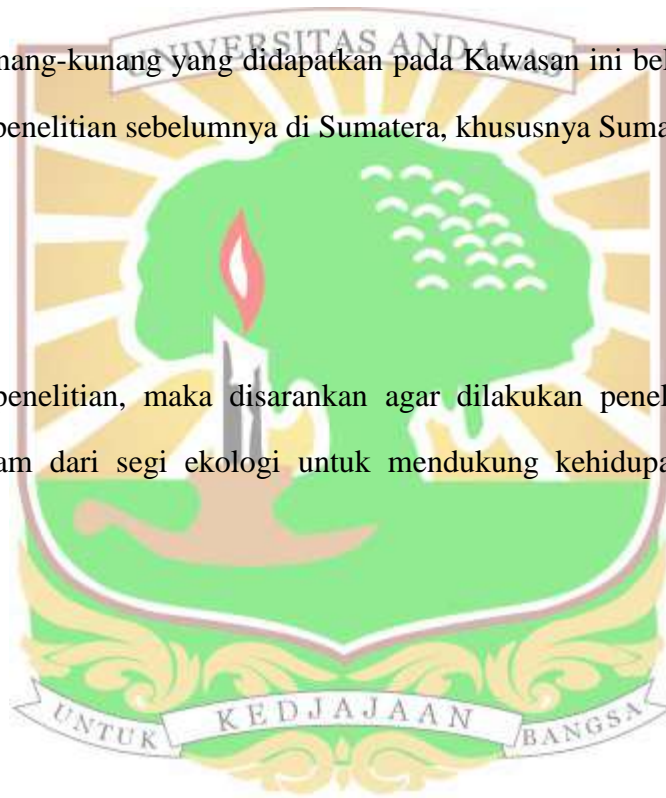 UNIVERSITAS ANDALAS
nang-kunang yang didapatkan pada Kawasan ini bel
penelitian sebelumnya di Sumatera, khususnya Suma
penelitian, maka disarankan agar dilakukan penel
am dari segi ekologi untuk mendukung kehidupa
UNTUK KEDJAJAAN BANGSA